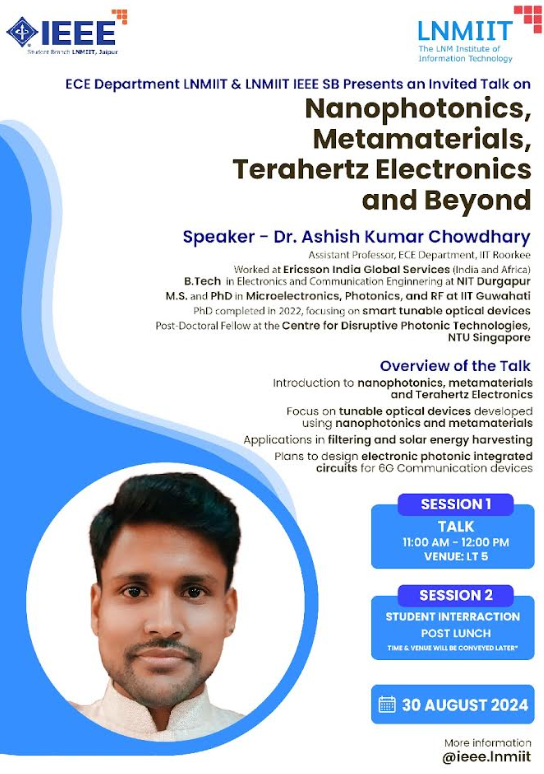 IEEE
Student Branch LNMIIT, Jaipur
LNMIIT
The LNM Institute of
Information Technology
ECE Department LNMIIT & LNMIIT IEEE SB Presents an Invited Talk on
Nanophotonics,
Metamaterials,
Terahertz Electronics
and Beyond
Speaker - Dr. Ashish Kumar Chowdhary
Assistant Professor, ECE Department, IIT Roorkee
Worked at Ericsson India Global Services (India and Africa)
B.Tech in Electronics and Communication Enginnering at NIT Durgapur
M.S. and PhD in Microelectronics, Photonics, and RF at IIT Guwahati
PhD completed in 2022, focusing on smart tunable optical devices
Post-Doctoral Fellow at the Centre for Disruptive Photonic Technologies,
NTU Singapore
Overview of the Talk
Introduction to nanophotonics, metamaterials
and Terahertz Electronics
Focus on tunable optical devices developed
using nanophotonics and metamaterials
Applications in filtering and solar energy harvesting
Plans to design electronic photonic integrated
circuits for 6G Communication devices
SESSION 1
TALK
11:00 AM - 12:00 PM
VENUE: LT 5
SESSION 2
STUDENT INTERRACTION
POST LUNCH
TIME & VENUE WILL BE CONVEYED LATER*
30 AUGUST 2024
More information
@ieee.lnmiit